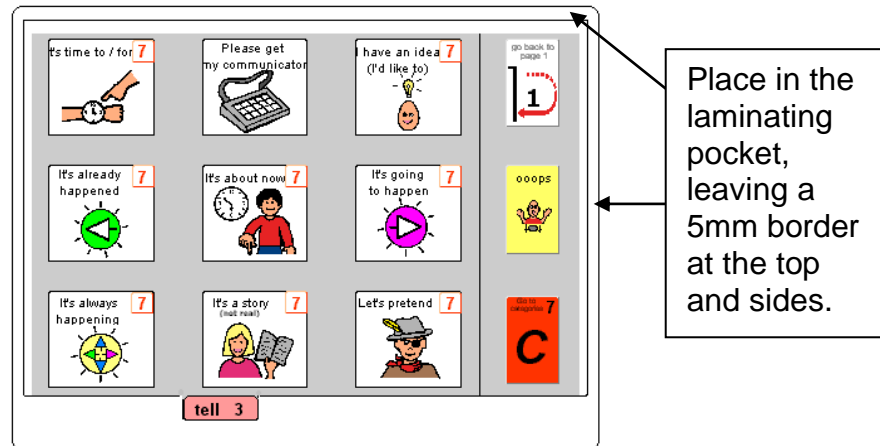 It's time to / for 7
Please get
my communicator
I have an idea 7
(I'd like to)
go back to
page 1
1
It's already 7
happened
It's about now 7
It's going 7
to happen
ooops
It's always 7
happening
It's a story 7
(not real)
Let's pretend 7
Go to
categories 7
C
tell 3
Place in the
laminating
pocket,
leaving a
5mm border
at the top
and sides.